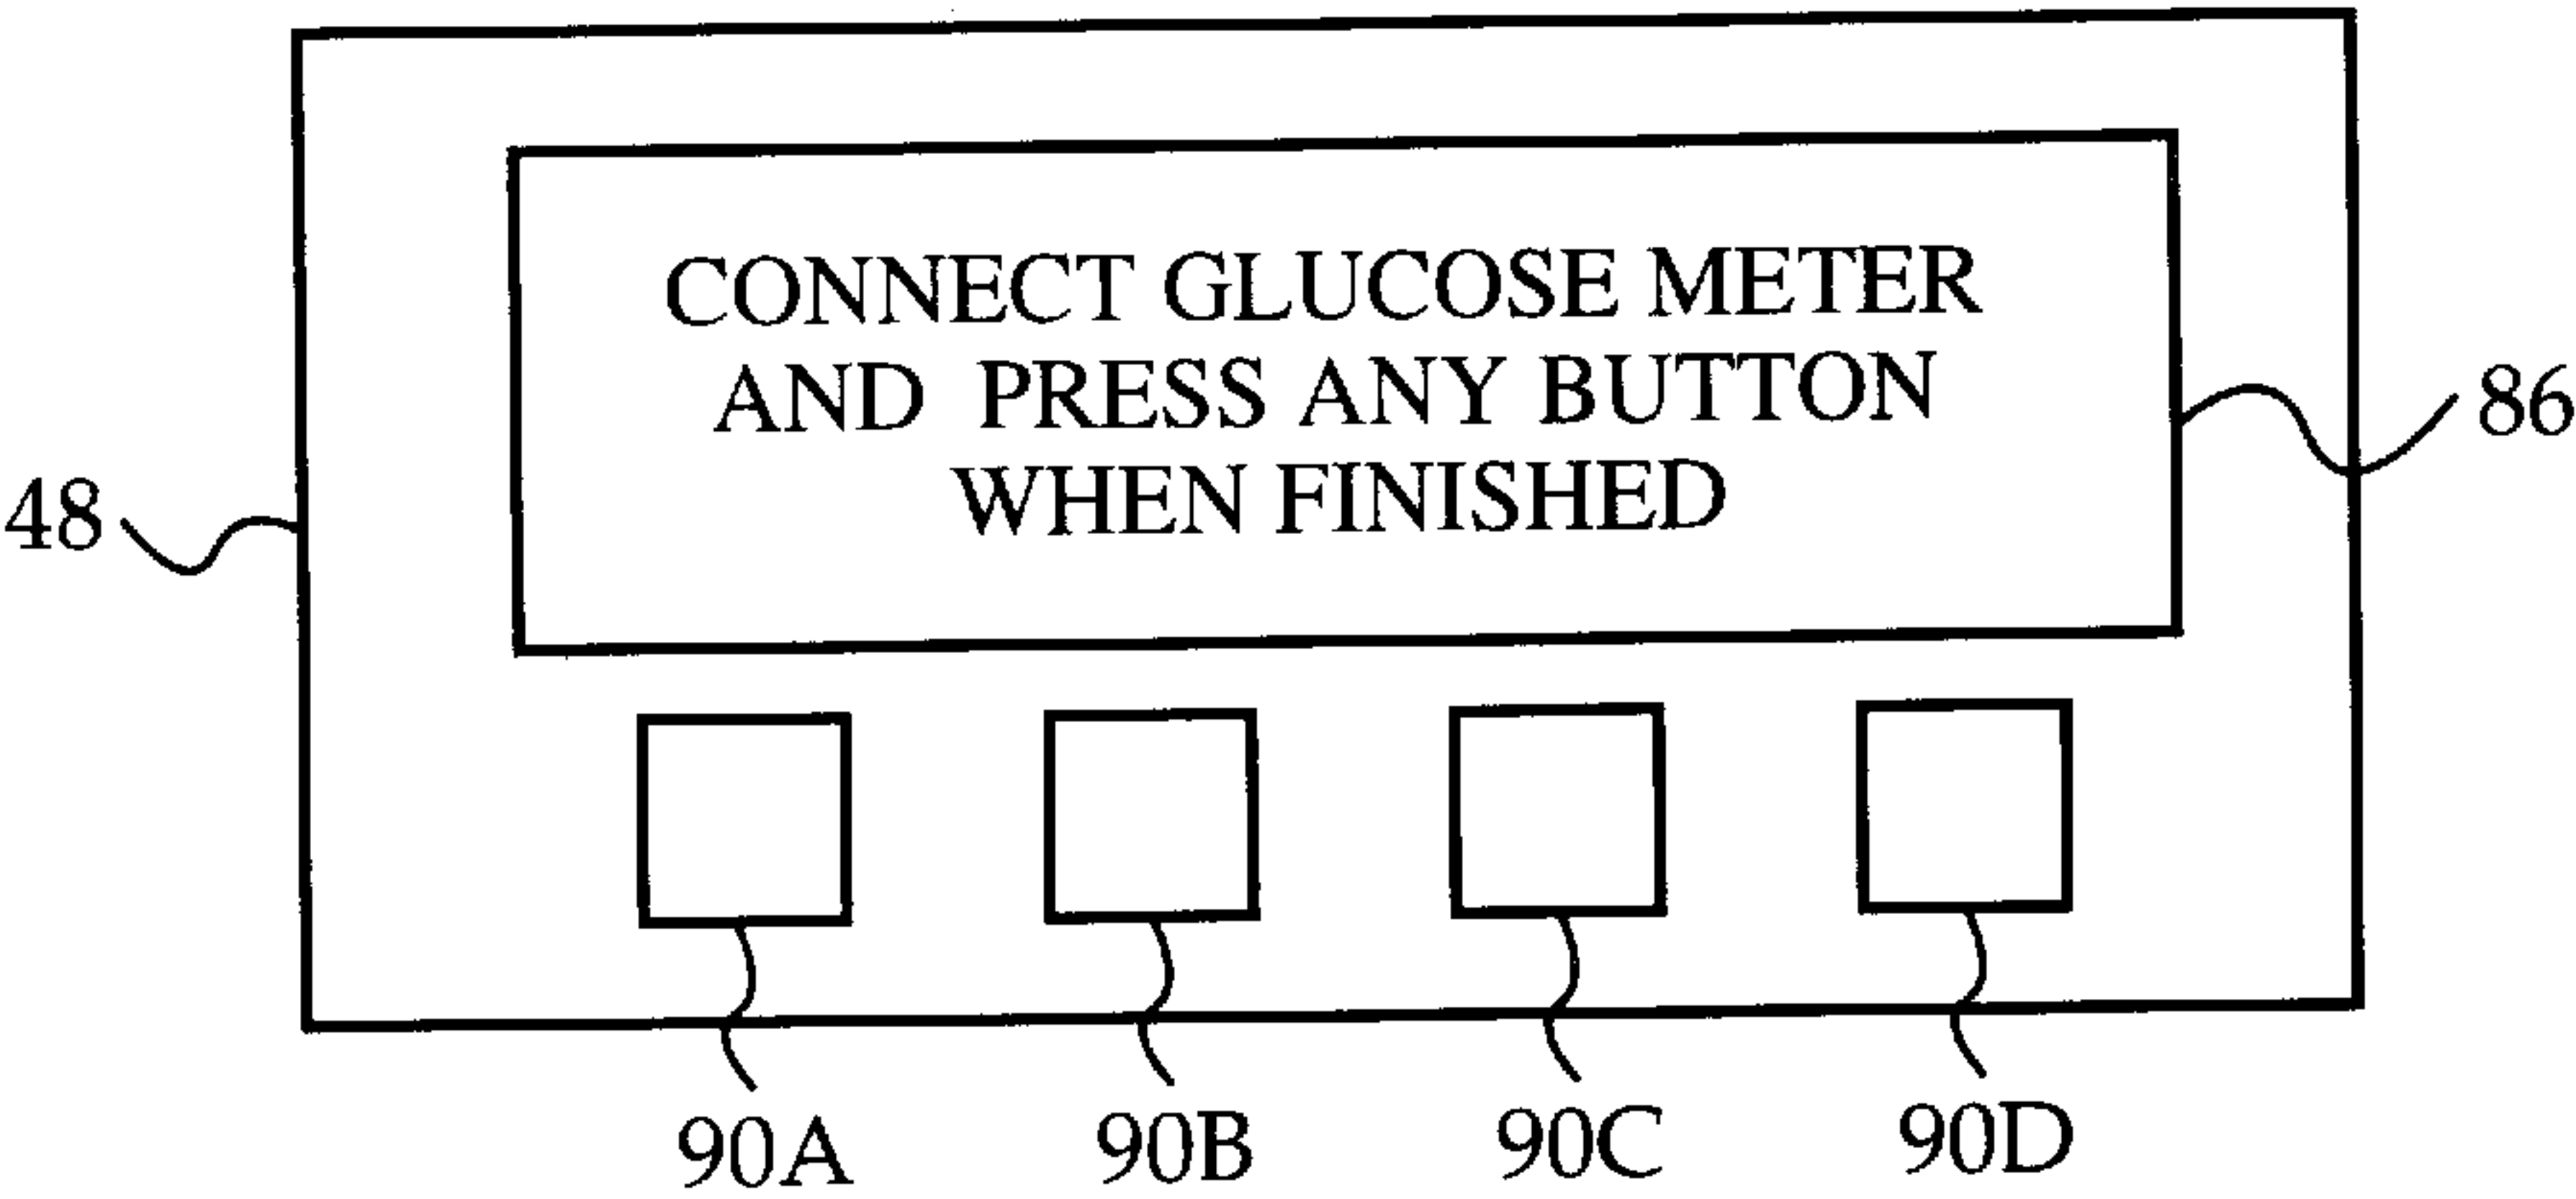 CONNECT GLUCOSE METER
AND PRESS ANY BUTTON
WHEN FINISHED
86
48
90A 90B 90C 90D